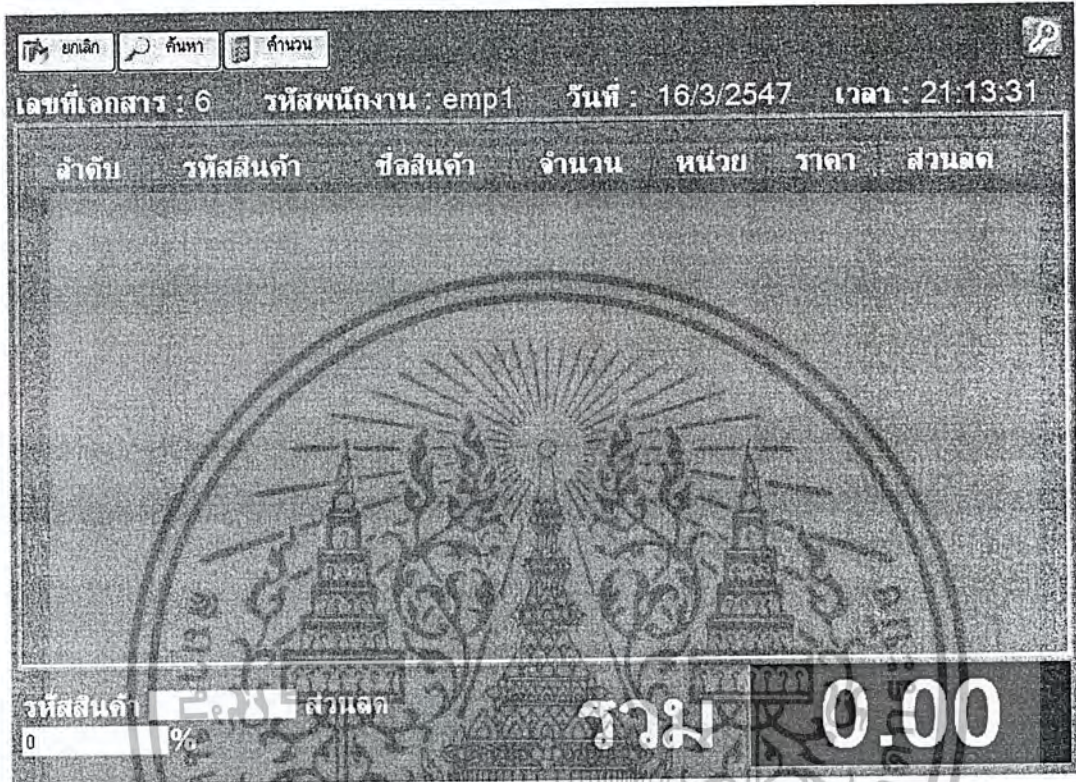 ยกเลิก ค้นหา คำนวน
เลขที่เอกสาร : 6 รหัสพนักงาน : emp1 วันที่ : 16/3/2547 เวลา : 21:13:31
ลำดับ รหัสสินค้า ชื่อสินค้า จำนวน หน่วย ราคา ส่วนลด
รหัสสินค้า ส่วนลด
0 %
รวม 0.00